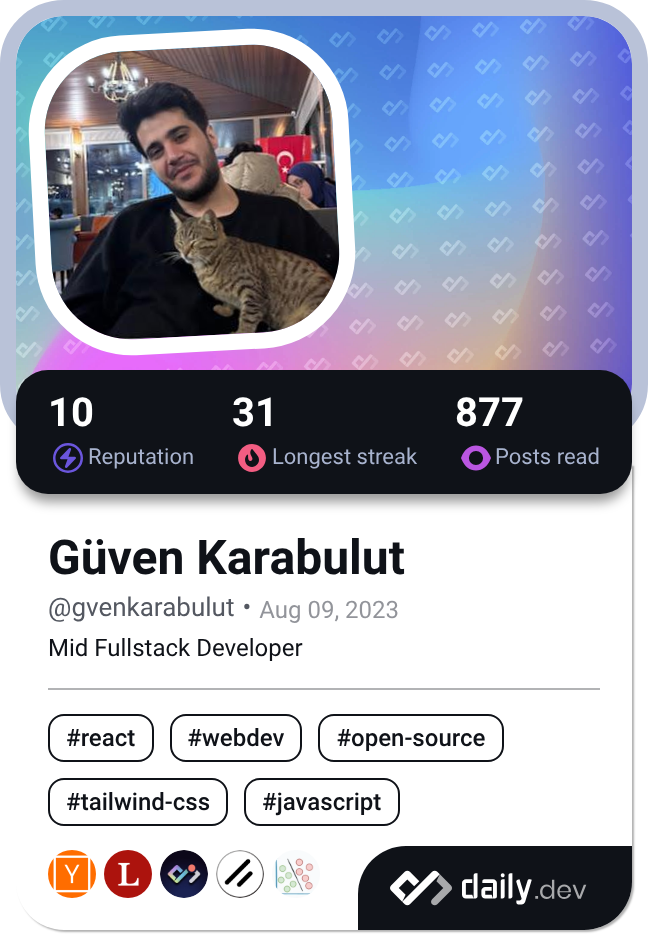 10 31 877
Reputation Longest streak Posts read
Güven Karabulut
@gvenkarabulut • Aug 09, 2023
Mid Fullstack Developer
#react #webdev #open-source
#tailwind-css #javascript
Y L daily.dev